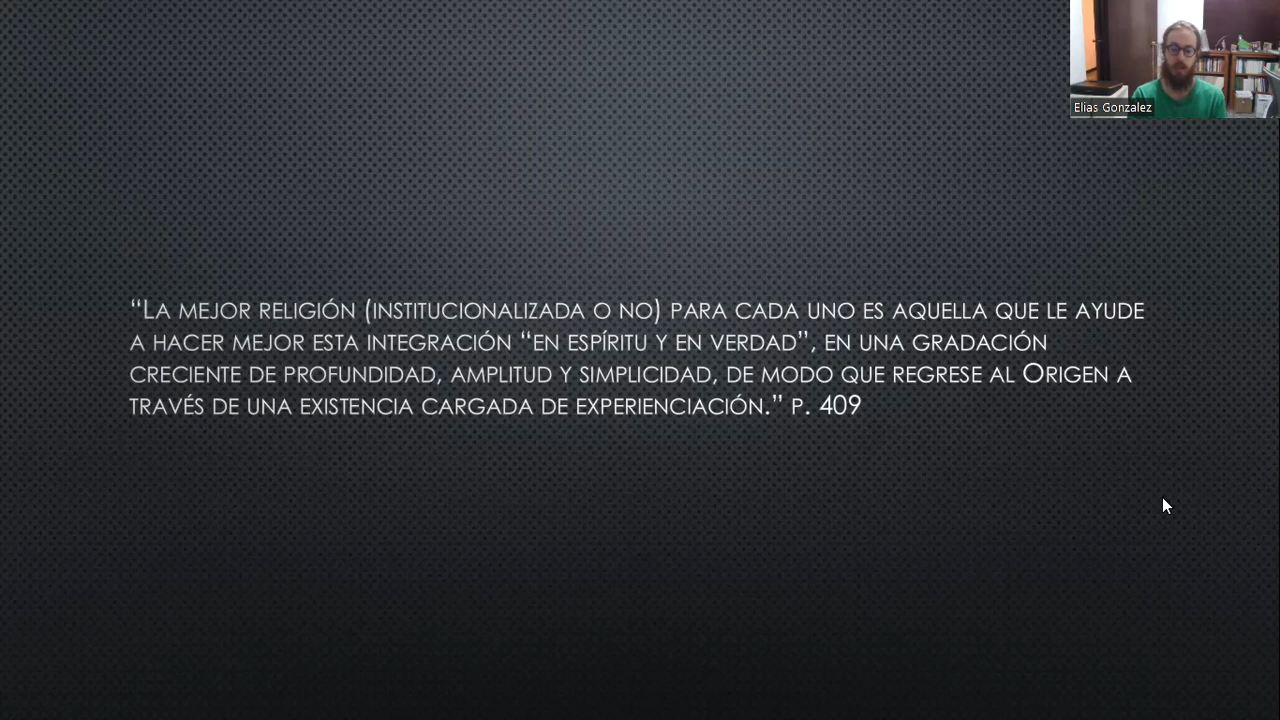 Elias Gonzalez
“La mejor religión (institucionalizada o no) para cada uno es aquella que le ayude
a hacer mejor esta integración “en espíritu y en verdad”, en una gradación
creciente de profundidad, amplitud y simplicidad, de modo que regrese al Origen a
través de una existencia cargada de experienciación.” p. 409